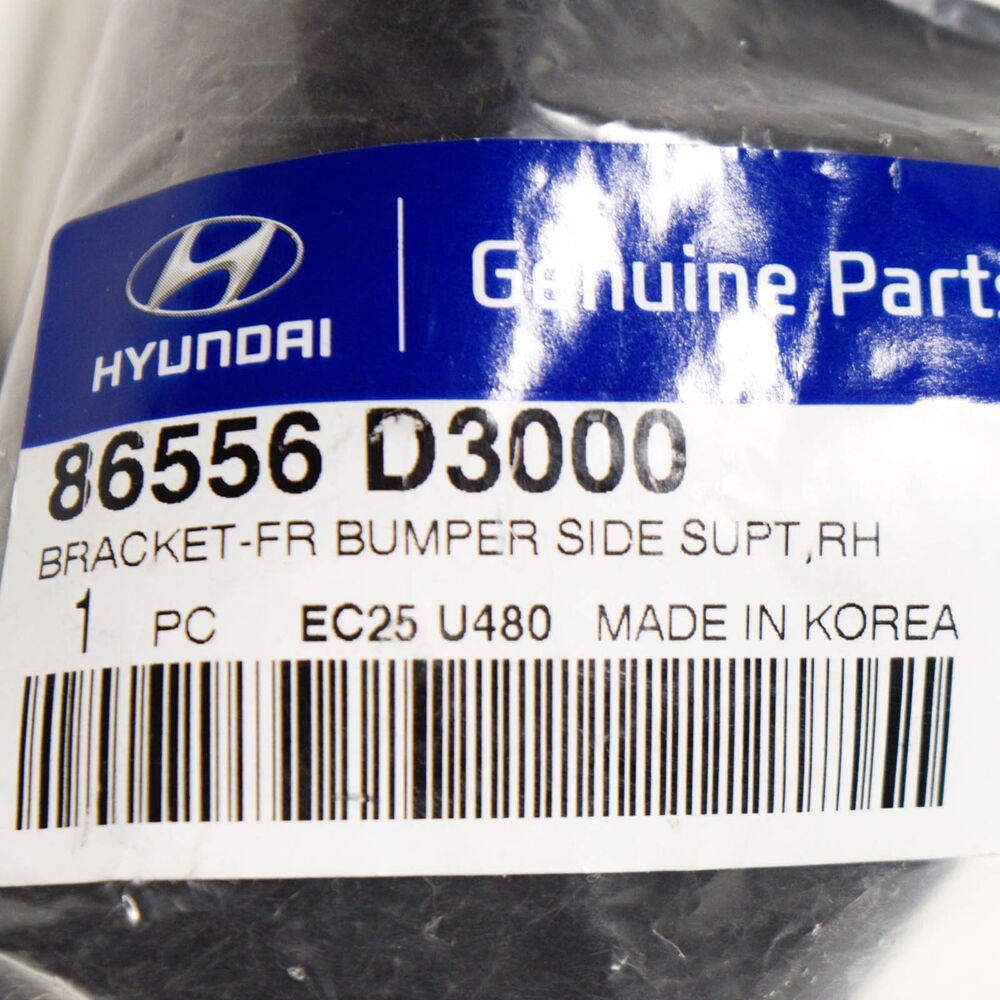 HYUNDAI
Genuine Parts
86556 D3000
BRACKET-FR BUMPER SIDE SUPT,RH
1 PC EC25 U480 MADE IN KOREA